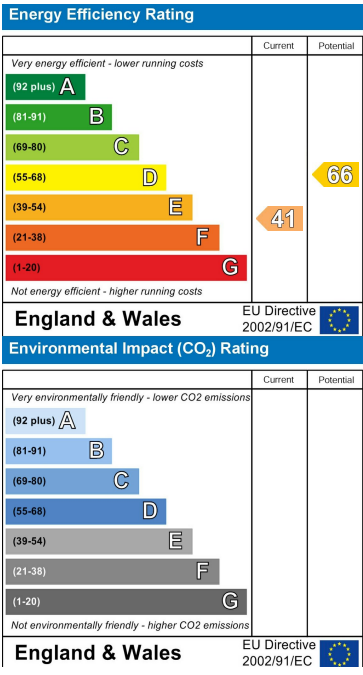 Energy Efficiency Rating
Current Potential
Very energy efficient - lower running costs
(92 plus) A
(81-91) B
(69-80) C
(55-68) D
66
(39-54) E
41
(21-38) F
(1-20) G
Not energy efficient - higher running costs
England & Wales
EU Directive
2002/91/EC
Environmental Impact (CO₂) Rating
Current Potential
Very environmentally friendly - lower CO2 emissions
(92 plus) A
(81-91) B
(69-80) C
(55-68) D
(39-54) E
(21-38) F
(1-20) G
Not environmentally friendly - higher CO2 emissions
England & Wales
EU Directive
2002/91/EC